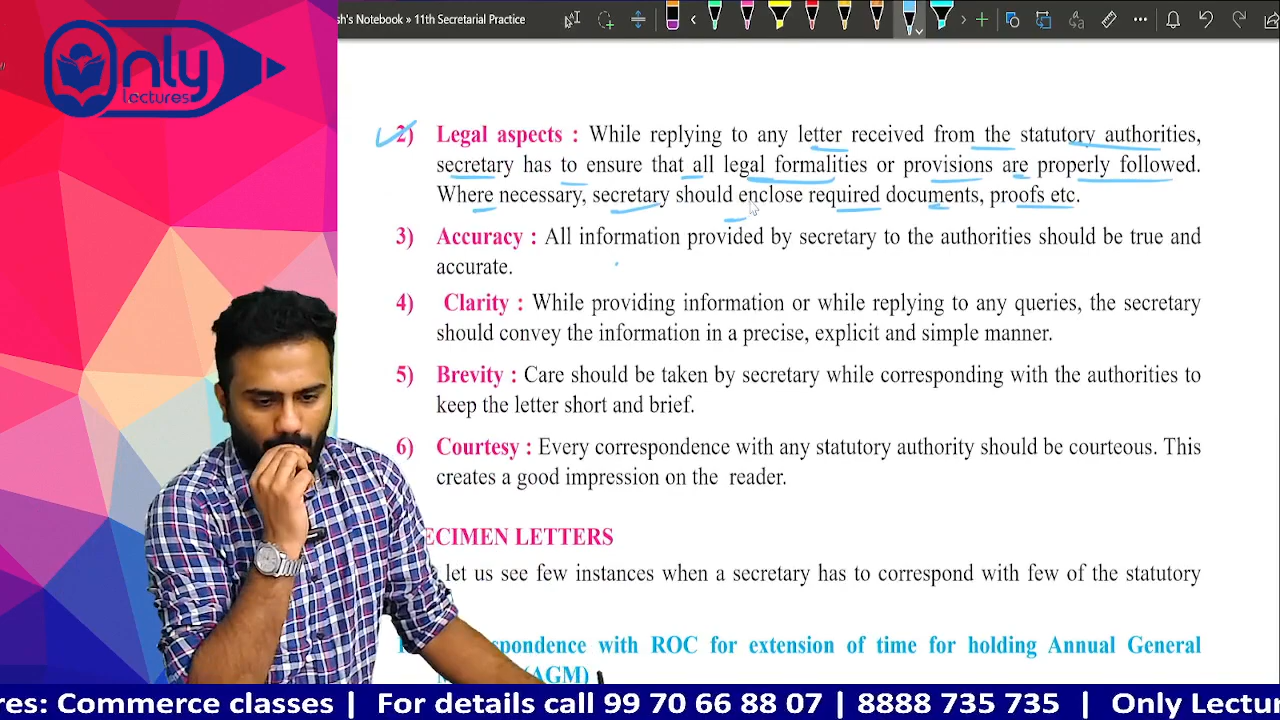 sh's Notebook » 11th Secretarial Practice
Only
lectures
2) Legal aspects : While replying to any letter received from the statutory authorities,
secretary has to ensure that all legal formalities or provisions are properly followed.
Where necessary, secretary should enclose required documents, proofs etc.
3) Accuracy : All information provided by secretary to the authorities should be true and
accurate.
4) Clarity : While providing information or while replying to any queries, the secretary
should convey the information in a precise, explicit and simple manner.
5) Brevity : Care should be taken by secretary while corresponding with the authorities to
keep the letter short and brief.
6) Courtesy : Every correspondence with any statutory authority should be courteous. This
creates a good impression on the reader.
ECIMEN LETTERS
let us see few instances when a secretary has to correspond with few of the statutory
spondence with ROC for extension of time for holding Annual General
(AGM)
res: Commerce classes | For details call 99 70 66 88 07 | 8888 735 735 | Only Lectu